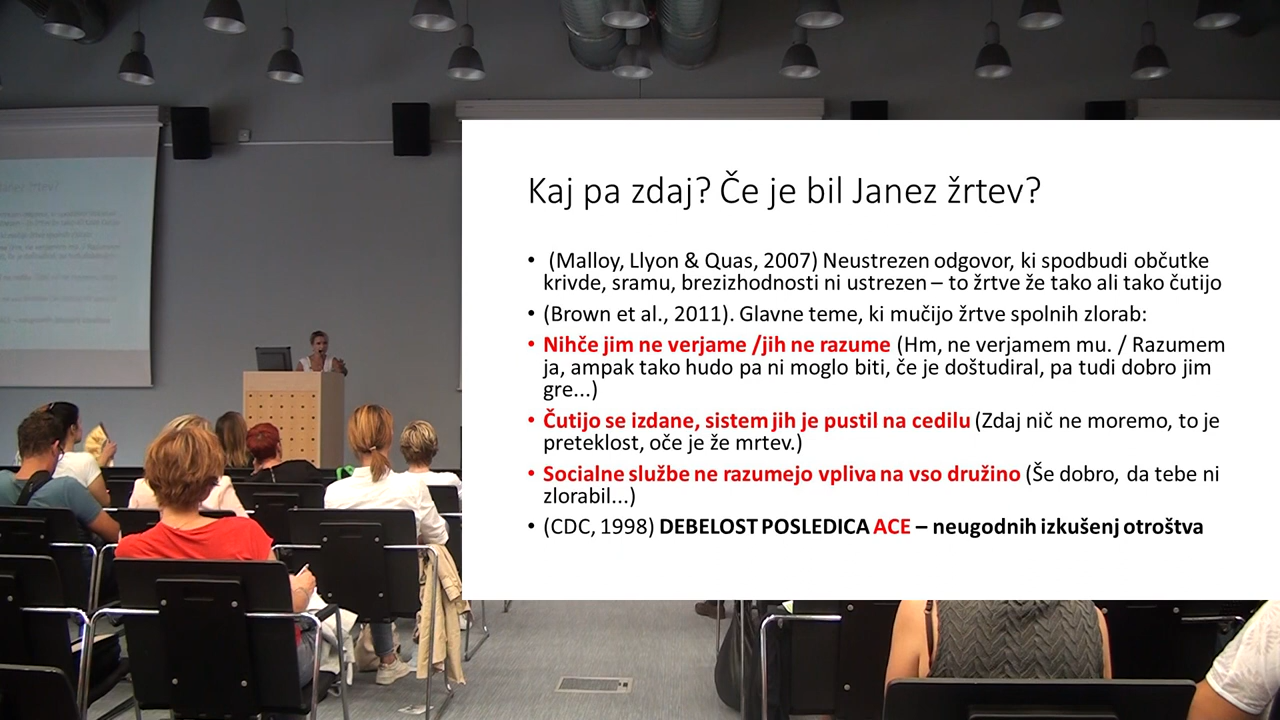 Kaj pa zdaj? Če je bil Janez žrtev?
• (Malloy, Llyon & Quas, 2007) Neustrezen odgovor, ki spodbudi občutke
krivde, sramu, brezizhodnosti ni ustrezen – to žrtve že tako ali tako čutijo
• (Brown et al., 2011). Glavne teme, ki mučijo žrtve spolnih zlorab:
• Nihče jim ne verjame /jih ne razume (Hm, ne verjamem mu. / Razumem
ja, ampak tako hudo pa ni moglo biti, če je doštudiral, pa tudi dobro jim
gre...)
• Čutijo se izdane, sistem jih je pustil na cedilu (Zdaj nič ne moremo, to je
preteklost, oče je že mrtev.)
• Socialne službe ne razumejo vpliva na vso družino (Še dobro, da tebe ni
zlorabil...)
• (CDC, 1998) DEBELOST POSLEDICA ACE – neugodnih izkušenj otroštva